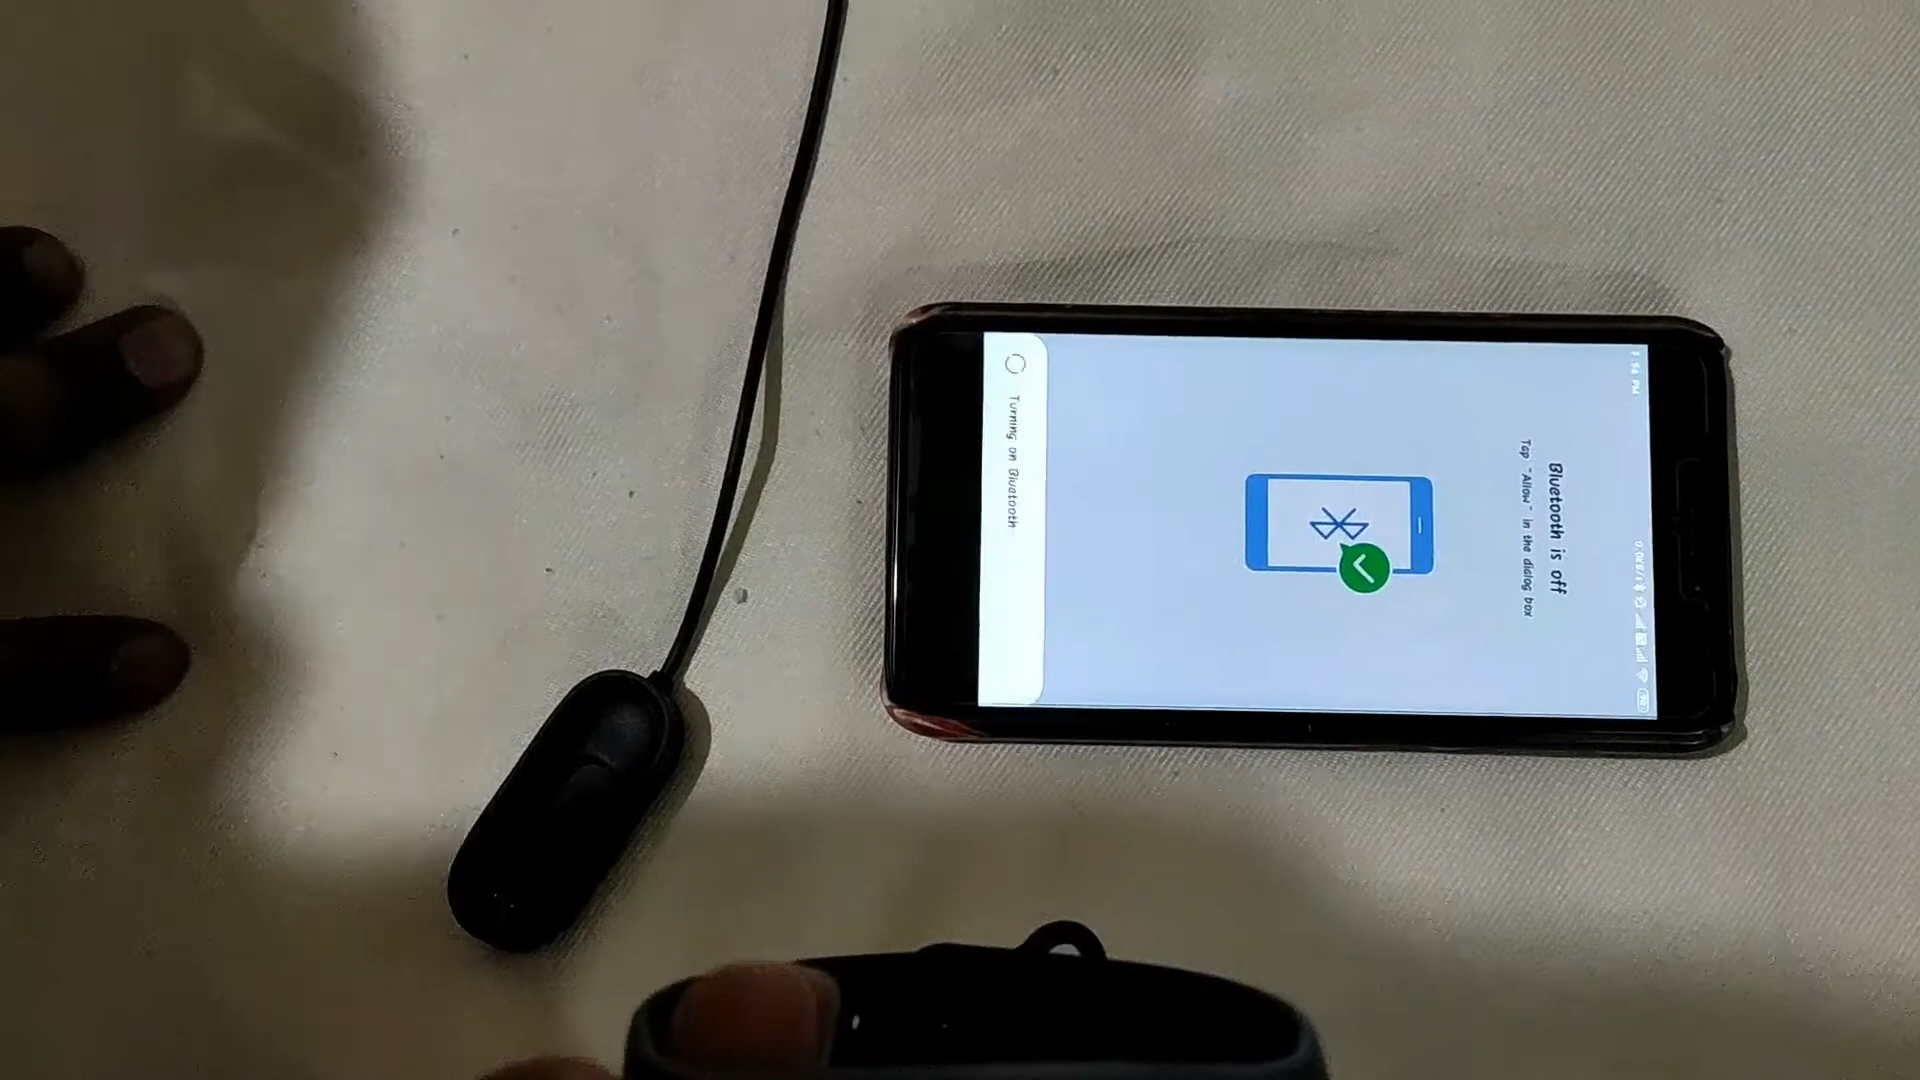 Bluetooth is off
Tap "Allow" in the dialog box
Turning on Bluetooth